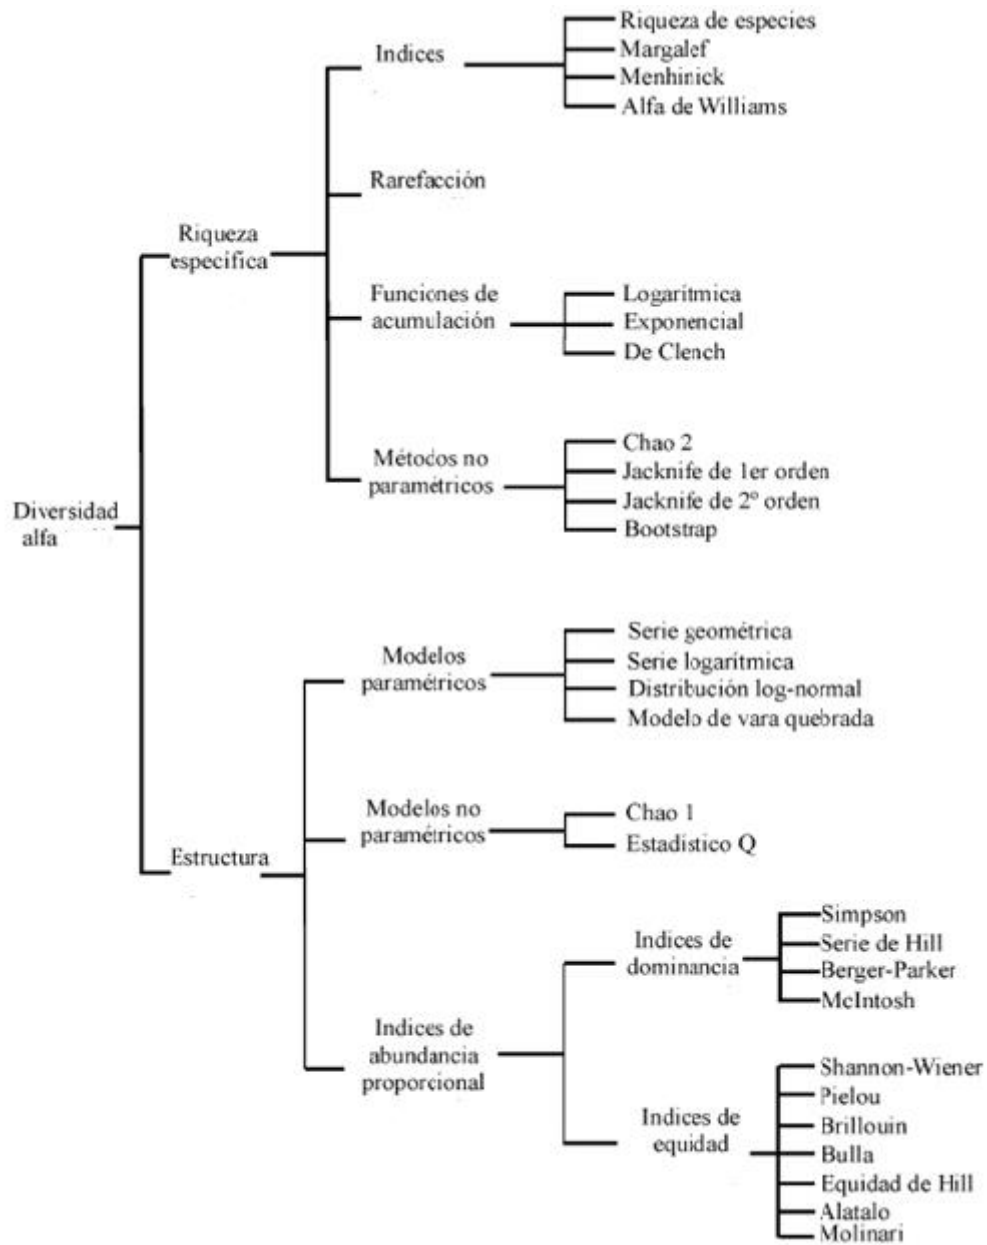 Diversidad
alfa
Riqueza
específica
Indices
Riqueza de especies
Margalef
Menhinick
Alfa de Williams
Rarefacción
Funciones de
acumulación
Logarítmica
Exponencial
De Clench
Métodos no
paramétricos
Chao 2
Jacknife de 1er orden
Jacknife de 2º orden
Bootstrap
Estructura
Modelos
paramétricos
Serie geométrica
Serie logarítmica
Distribución log-normal
Modelo de vara quebrada
Modelos no
paramétricos
Chao 1
Estadístico Q
Indices de
abundancia
proporcional
Indices de
dominancia
Simpson
Serie de Hill
Berger-Parker
McIntosh
Indices de
equidad
Shannon-Wiener
Pielou
Brillouin
Bulla
Equidad de Hill
Alatalo
Molinari